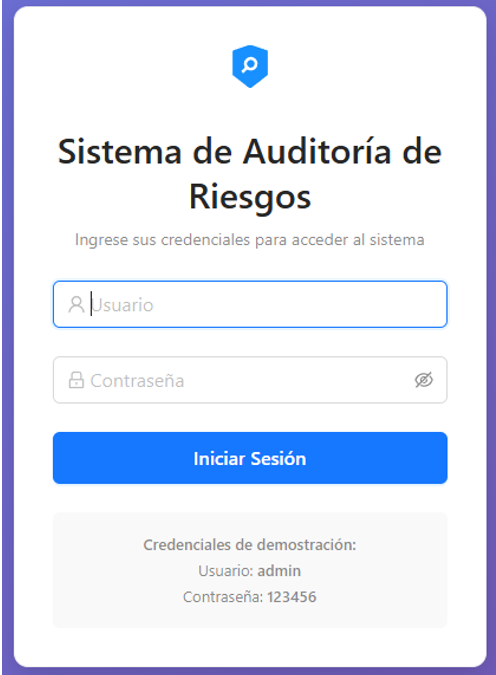 Sistema de Auditoría de
Riesgos
Ingrese sus credenciales para acceder al sistema
Usuario
Contraseña
Iniciar Sesión
Credenciales de demostración:
Usuario: admin
Contraseña: 123456